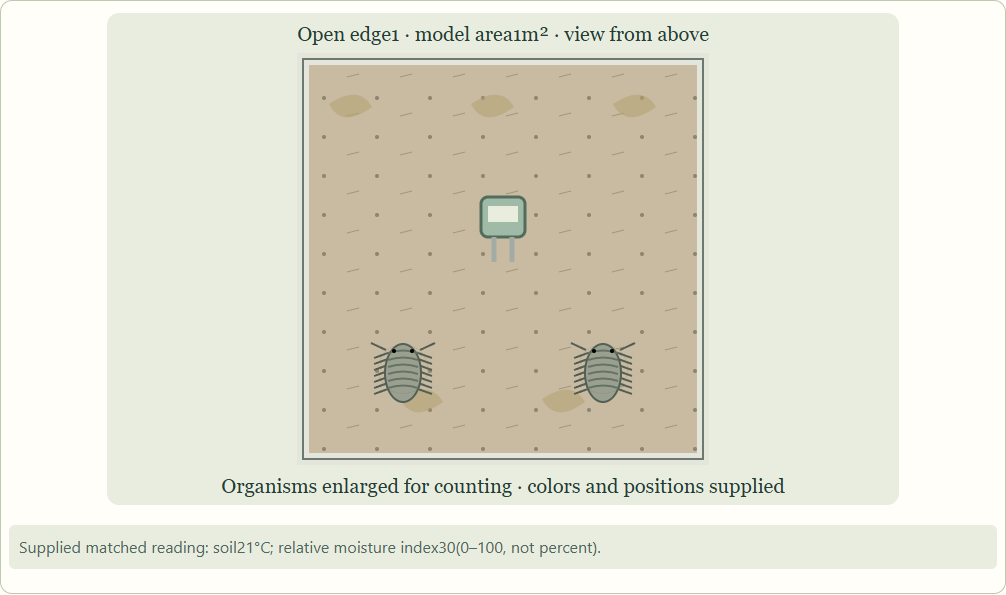 Open edge1 · model area1m² · view from above
Organisms enlarged for counting · colors and positions supplied
Supplied matched reading: soil21°C; relative moisture index30(0–100, not percent).